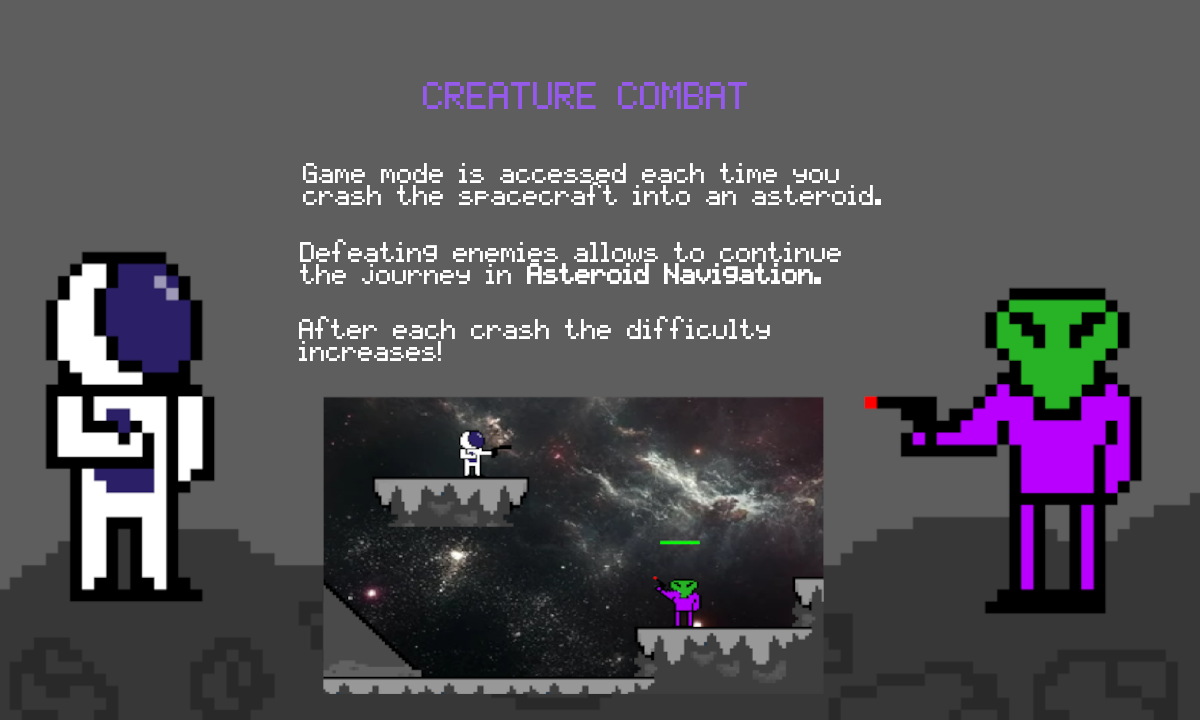 CREATURE COMBAT
Game mode is accessed each time you
crash the spacecraft into an asteroid.
Defeating enemies allows to continue
the journey in Asteroid Navigation.
After each crash the difficulty
increases!